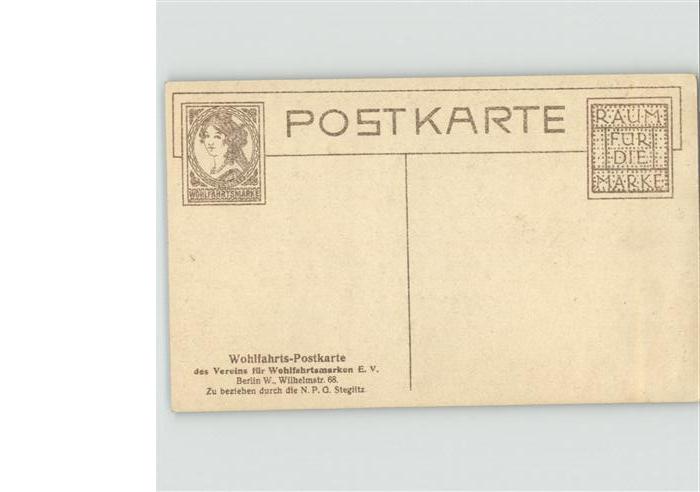 POSTKARTE
WOHLFAHRTSMARKE
RAUM
FÜR
DIE
MARKE
Wohlfahrts-Postkarte
des Vereins für Wohlfahrtsmarken E. V.
Berlin W., Wilhelmstr. 68.
Zu beziehen durch die N. P. G. Steglitz